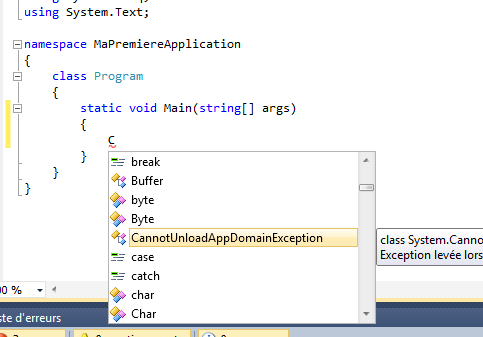 using System.Text;
namespace MaPremiereApplication
{
class Program
{
static void Main(string[] args)
{
C
}
}
}
break
Buffer
byte
Byte
CannotUnloadAppDomainException
case
catch
char
Char
class System.Canno
Exception levée lors
00 %
ste d'erreurs